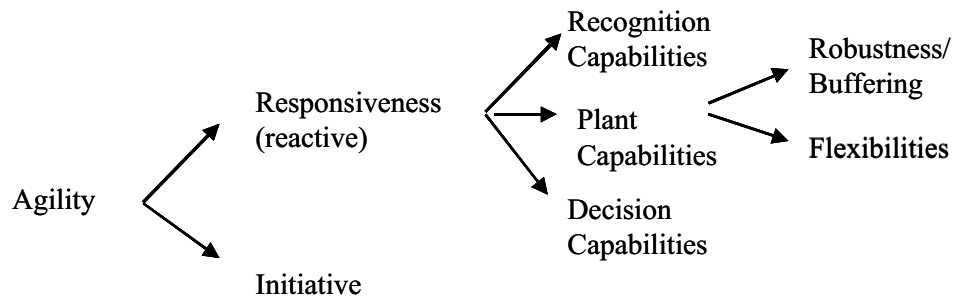 Agility
Responsiveness
(reactive)
Initiative
Recognition
Capabilities
Plant
Capabilities
Decision
Capabilities
Robustness/
Buffering
Flexibilities